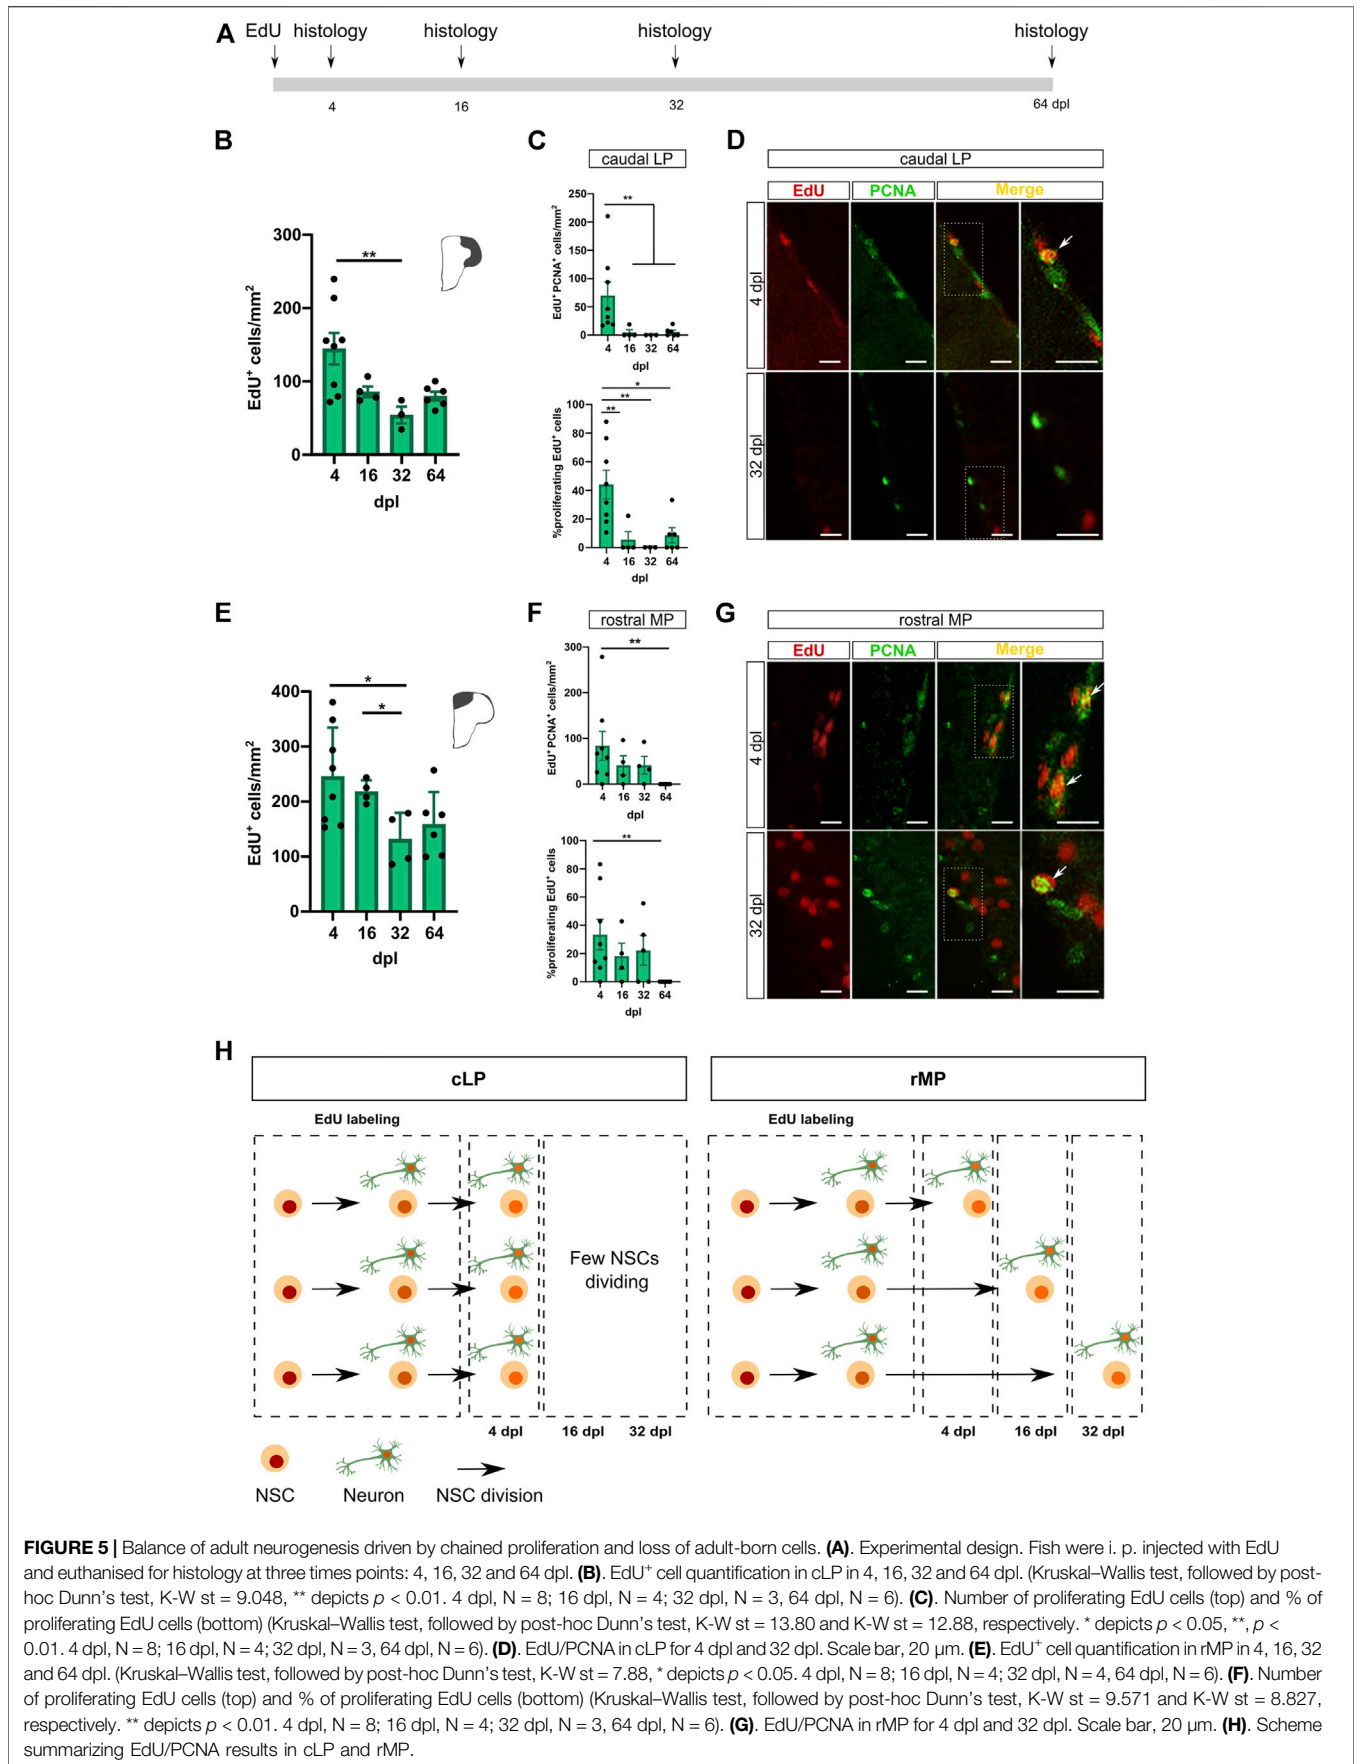 A
EdU histology histology histology histology
4 16 32 64 dpl
B
EdU⁺ cells/mm²
300
200
100
0
**
4 16 32 64
dpl
C
caudal LP
EdU⁺PCNA⁺ cells/mm²
250
200
150
100
50
0
**
4 16 32 64
dpl
%proliferating EdU⁺ cells
100
80
60
40
20
0
*
**
**
4 16 32 64
dpl
D
caudal LP
EdU PCNA Merge
4 dpl
32 dpl
E
EdU⁺ cells/mm²
400
300
200
100
0
*
*
4 16 32 64
dpl
F
rostral MP
EdU⁺PCNA⁺ cells/mm²
300
200
100
0
**
4 16 32 64
dpl
%proliferating EdU⁺ cells
100
80
60
40
20
0
**
4 16 32 64
dpl
G
rostral MP
EdU PCNA Merge
4 dpl
32 dpl
H
cLP rMP
EdU labeling EdU labeling
Few NSCs
dividing
4 dpl 16 dpl 32 dpl 4 dpl 16 dpl 32 dpl
NSC Neuron NSC division
FIGURE 5 | Balance of adult neurogenesis driven by chained proliferation and loss of adult-born cells. (A). Experimental design. Fish were i. p. injected with EdU
and euthanised for histology at three times points: 4, 16, 32 and 64 dpl. (B). EdU⁺ cell quantification in cLP in 4, 16, 32 and 64 dpl. (Kruskal–Wallis test, followed by post-
hoc Dunn's test, K-W st = 9.048, ** depicts p < 0.01. 4 dpl, N = 8; 16 dpl, N = 4; 32 dpl, N = 3, 64 dpl, N = 6). (C). Number of proliferating EdU cells (top) and % of
proliferating EdU cells (bottom) (Kruskal–Wallis test, followed by post-hoc Dunn's test, K-W st = 13.80 and K-W st = 12.88, respectively. * depicts p < 0.05, **, p <
0.01. 4 dpl, N = 8; 16 dpl, N = 4; 32 dpl, N = 3, 64 dpl, N = 6). (D). EdU/PCNA in cLP for 4 dpl and 32 dpl. Scale bar, 20 μm. (E). EdU⁺ cell quantification in rMP in 4, 16, 32
and 64 dpl. (Kruskal–Wallis test, followed by post-hoc Dunn's test, K-W st = 7.88, * depicts p < 0.05. 4 dpl, N = 8; 16 dpl, N = 4; 32 dpl, N = 4, 64 dpl, N = 6). (F). Number
of proliferating EdU cells (top) and % of proliferating EdU cells (bottom) (Kruskal–Wallis test, followed by post-hoc Dunn's test, K-W st = 9.571 and K-W st = 8.827,
respectively. ** depicts p < 0.01. 4 dpl, N = 8; 16 dpl, N = 4; 32 dpl, N = 3, 64 dpl, N = 6). (G). EdU/PCNA in rMP for 4 dpl and 32 dpl. Scale bar, 20 μm. (H). Scheme
summarizing EdU/PCNA results in cLP and rMP.